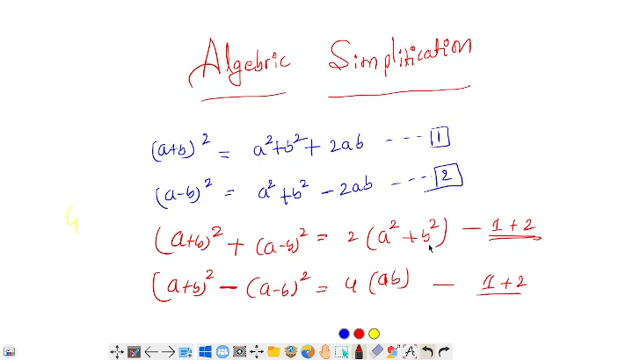 Algebric Simplification
(a+b)² = a²+b²+2ab ---- 1
(a-b)² = a²+b²-2ab ---- 2
4
(a+b)² + (a-b)² = 2(a²+b²) — 1+2
(a+b)² - (a-b)² = 4(ab) — 1+2